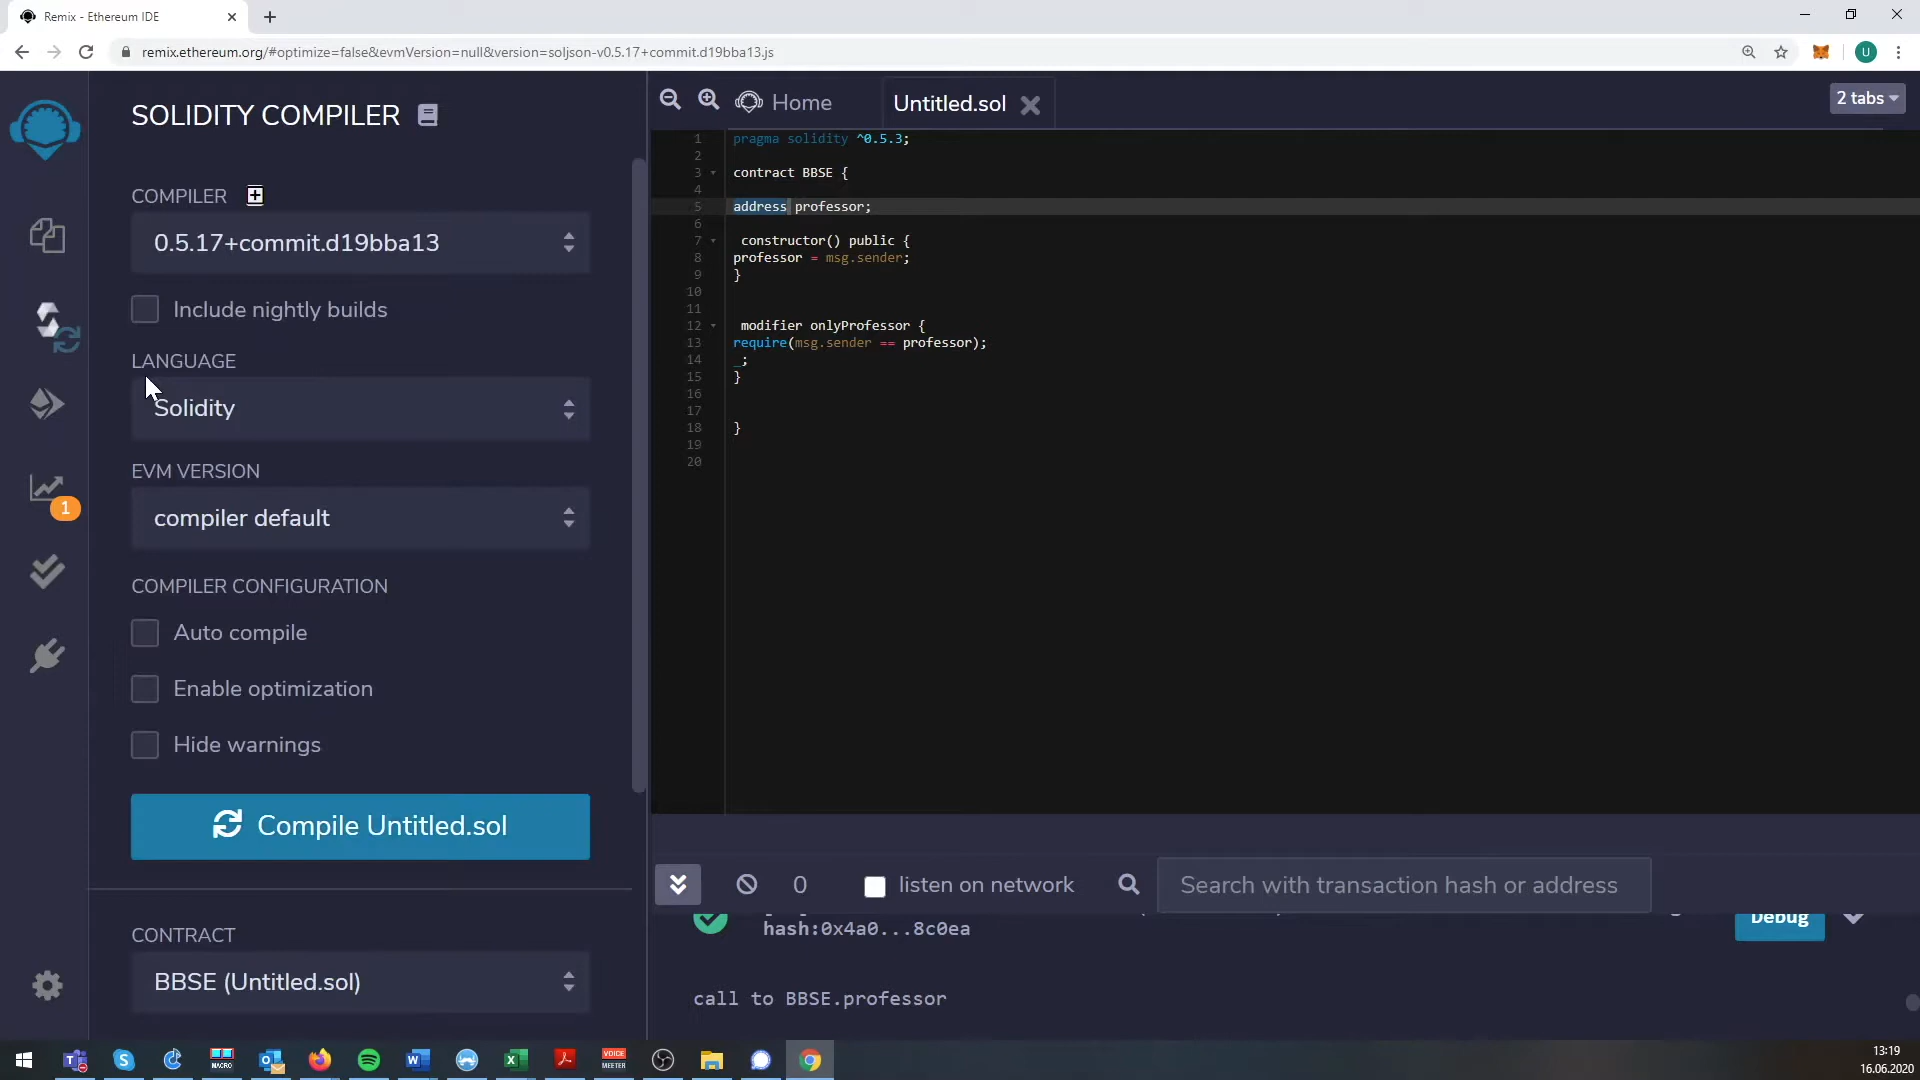 Remix - Ethereum IDE
remix.ethereum.org/#optimize=false&evmVersion=null&version=soljson-v0.5.17+commit.d19bba13.js
U
SOLIDITY COMPILER
COMPILER
0.5.17+commit.d19bba13
Include nightly builds
LANGUAGE
Solidity
EVM VERSION
compiler default
COMPILER CONFIGURATION
Auto compile
Enable optimization
Hide warnings
Compile Untitled.sol
CONTRACT
BBSE (Untitled.sol)
1
Home
Untitled.sol
2 tabs
1 pragma solidity ^0.5.3;
2
3 contract BBSE {
4
5 address professor;
6
7 constructor() public {
8 professor = msg.sender;
9 }
10
11
12 modifier onlyProfessor {
13 require(msg.sender == professor);
14 _;
15 }
16
17
18 }
19
20
0
listen on network
Search with transaction hash or address
hash:0x4a0...8c0ea
Debug
call to BBSE.professor
MACRO
VOICE
MEETER
13:19
16.06.2020